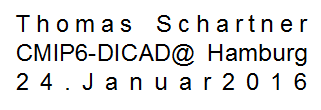 Thomas Schartner
CMIP6-DICAD@ Hamburg
24.Januar2016